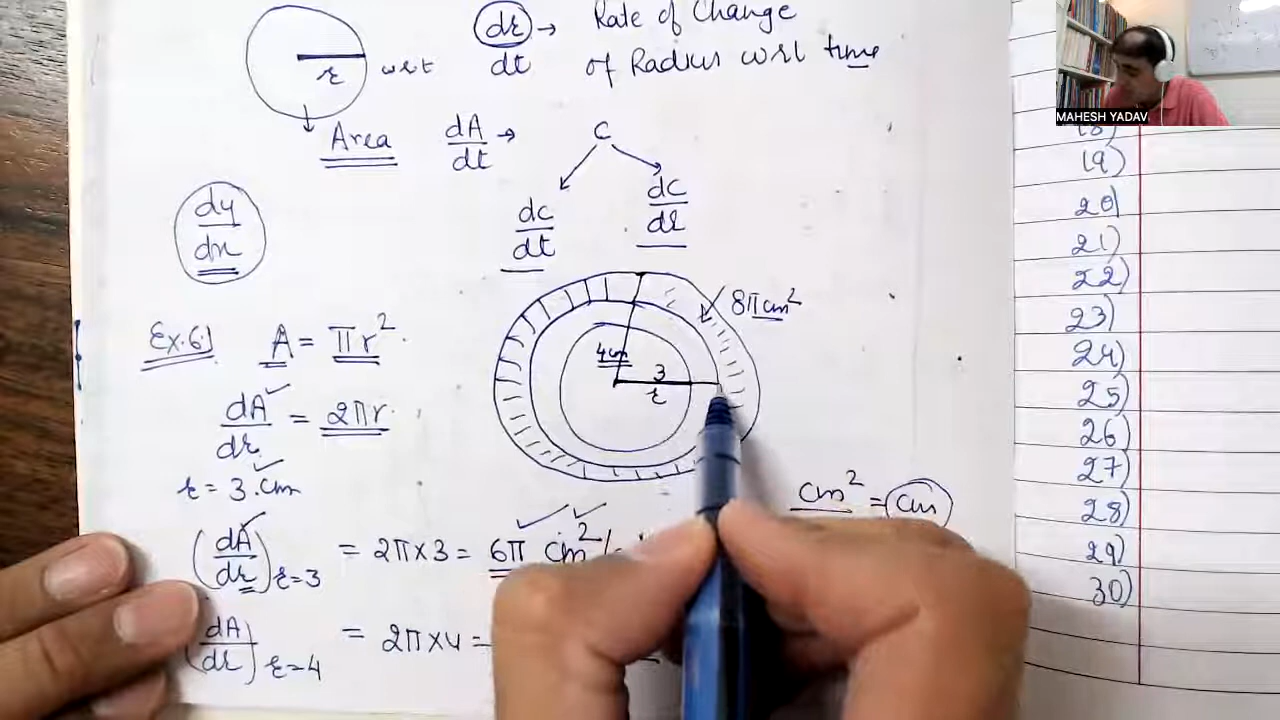 dr/dt → Rate of Change
of Radius wrt time
r wrt
Area dA/dt → C
dc/dt dc/dr
dy/dx
8πcm²
Ex. 6] A = πr²
4cm
3
r
dA/dr = 2πr
r = 3 cm
cm² = cm
(dA/dr) r=3 = 2π×3 = 6π cm²/
(dA/dr) r=4 = 2π×4 =
MAHESH YADAV
19)
20)
21)
22)
23)
24)
25)
26)
27)
28)
29)
30)